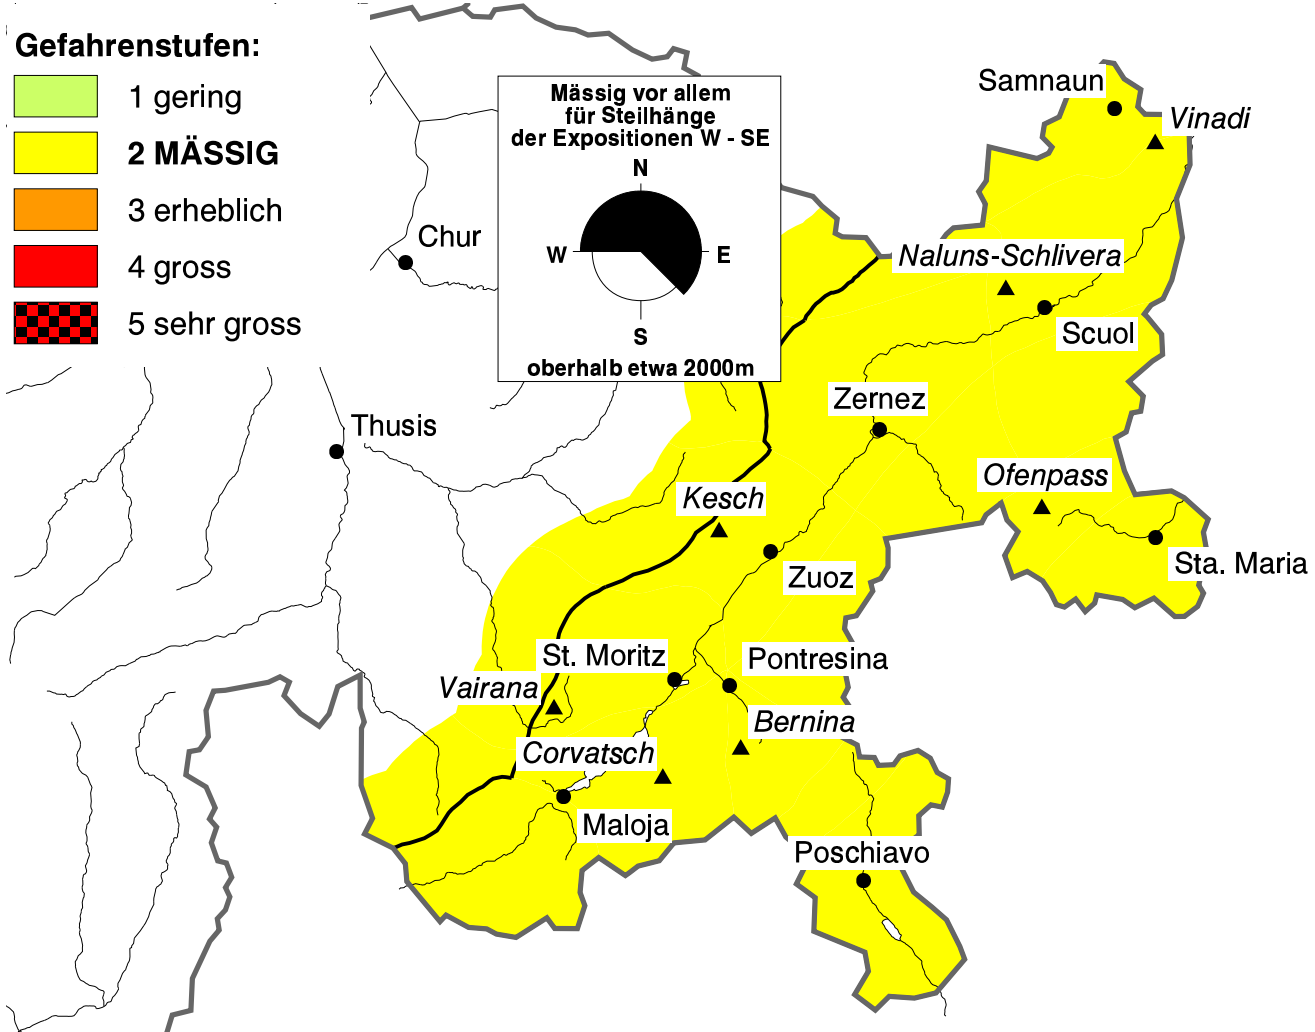 Gefahrenstufen:
1 gering
2 MÄSSIG
3 erheblich
4 gross
5 sehr gross
Mässig vor allem
für Steilhänge
der Expositionen W - SE
N
W
E
S
oberhalb etwa 2000m
Samnaun
Vinadi
Chur
Naluns-Schlivera
Scuol
Zernez
Thusis
Ofenpass
Kesch
Sta. Maria
Zuoz
St. Moritz
Pontresina
Vairana
Bernina
Corvatsch
Maloja
Poschiavo